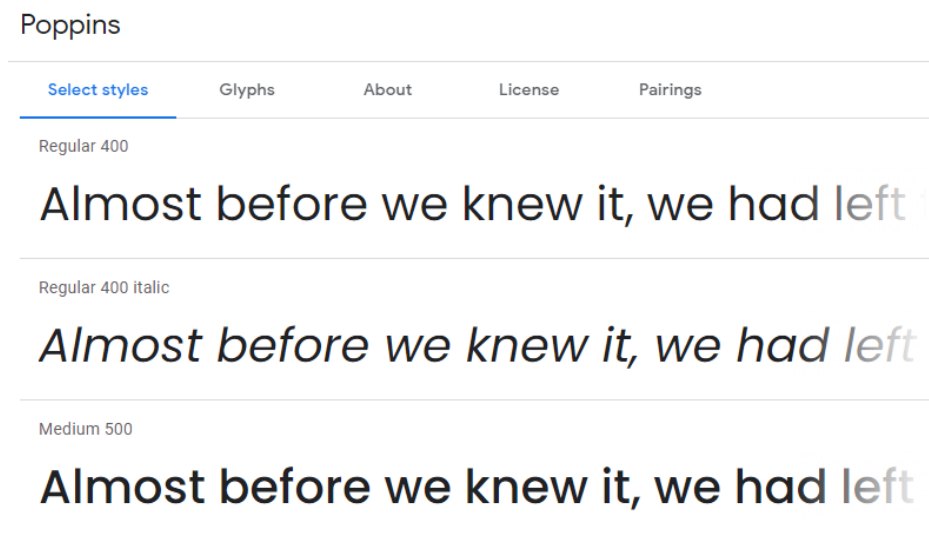 Poppins
Select styles Glyphs About License Pairings
Regular 400
Almost before we knew it, we had left
Regular 400 italic
Almost before we knew it, we had left
Medium 500
Almost before we knew it, we had left